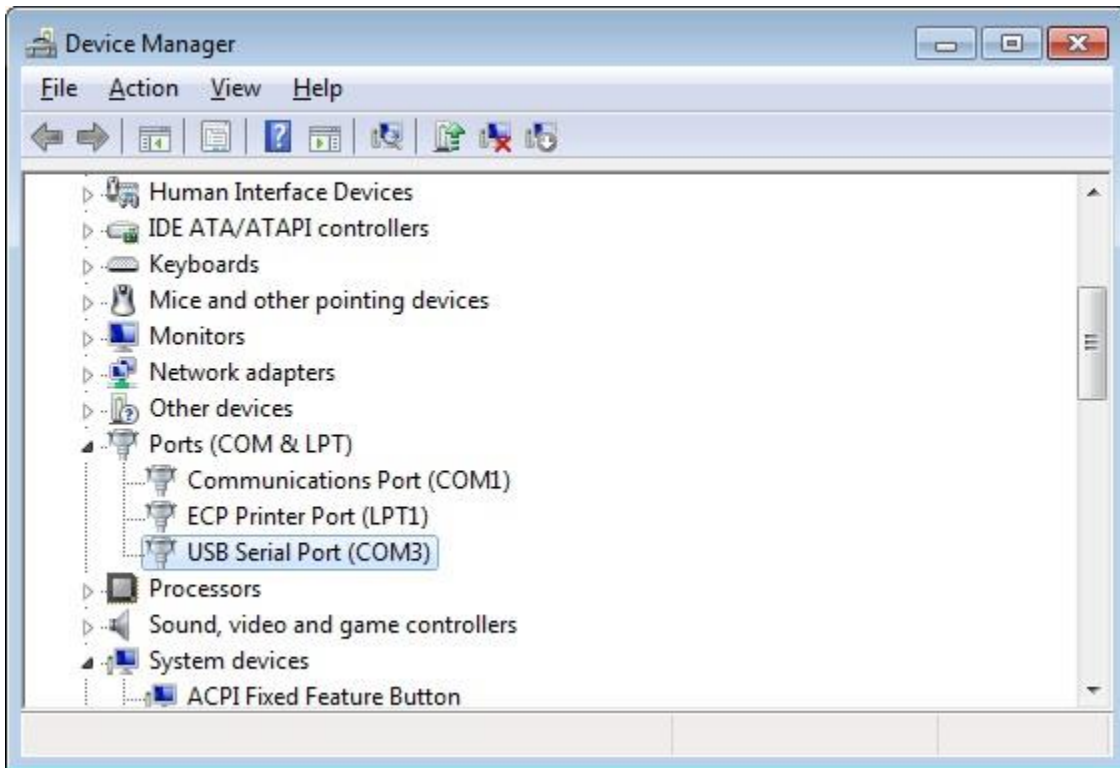 Device Manager
File Action View Help
Human Interface Devices
IDE ATA/ATAPI controllers
Keyboards
Mice and other pointing devices
Monitors
Network adapters
Other devices
Ports (COM & LPT)
Communications Port (COM1)
ECP Printer Port (LPT1)
USB Serial Port (COM3)
Processors
Sound, video and game controllers
System devices
ACPI Fixed Feature Button